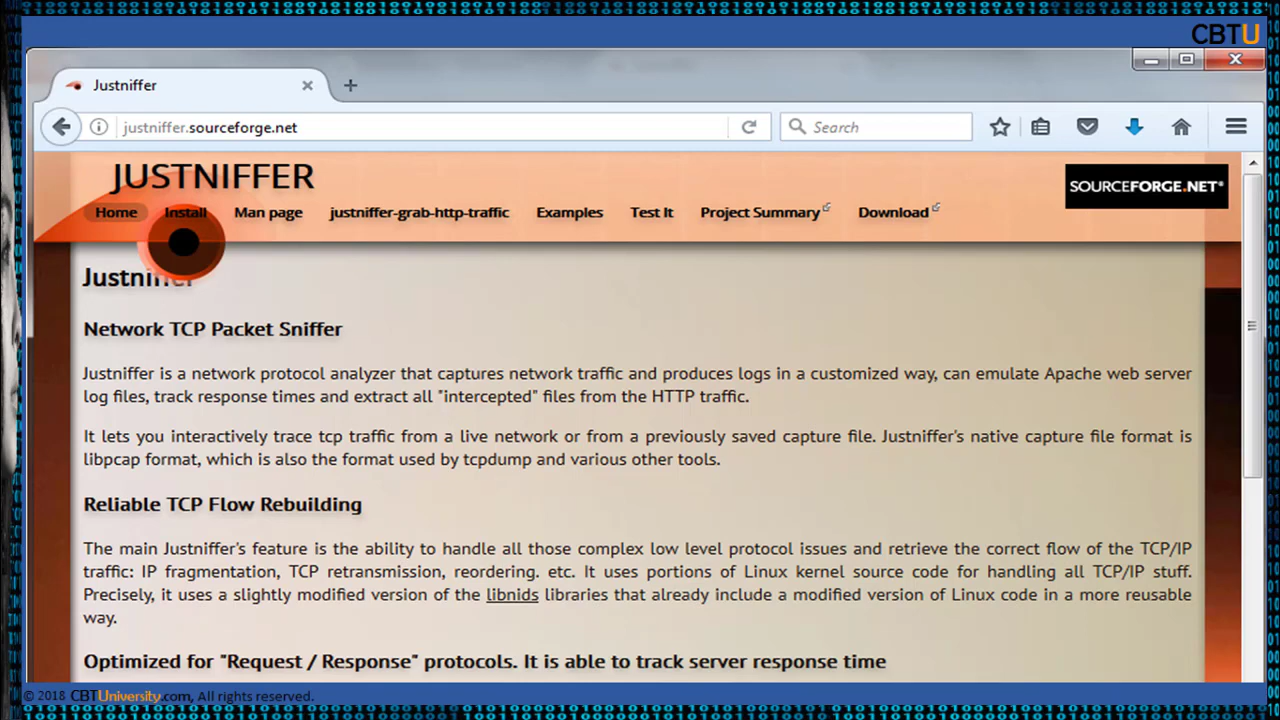 CBTU
Justniffer
justniffer.sourceforge.net
Search
JUSTNIFFER
SOURCEFORGE.NET®
Home Install Man page justniffer-grab-http-traffic Examples Test It Project Summary Download
Justniffer
Network TCP Packet Sniffer
Justniffer is a network protocol analyzer that captures network traffic and produces logs in a customized way, can emulate Apache web server
log files, track response times and extract all "intercepted" files from the HTTP traffic.
It lets you interactively trace tcp traffic from a live network or from a previously saved capture file. Justniffer's native capture file format is
libpcap format, which is also the format used by tcpdump and various other tools.
Reliable TCP Flow Rebuilding
The main Justniffer's feature is the ability to handle all those complex low level protocol issues and retrieve the correct flow of the TCP/IP
traffic: IP fragmentation, TCP retransmission, reordering. etc. It uses portions of Linux kernel source code for handling all TCP/IP stuff.
Precisely, it uses a slightly modified version of the libnids libraries that already include a modified version of Linux code in a more reusable
way.
Optimized for "Request / Response" protocols. It is able to track server response time
© 2018 CBTUniversity.com, All rights reserved.